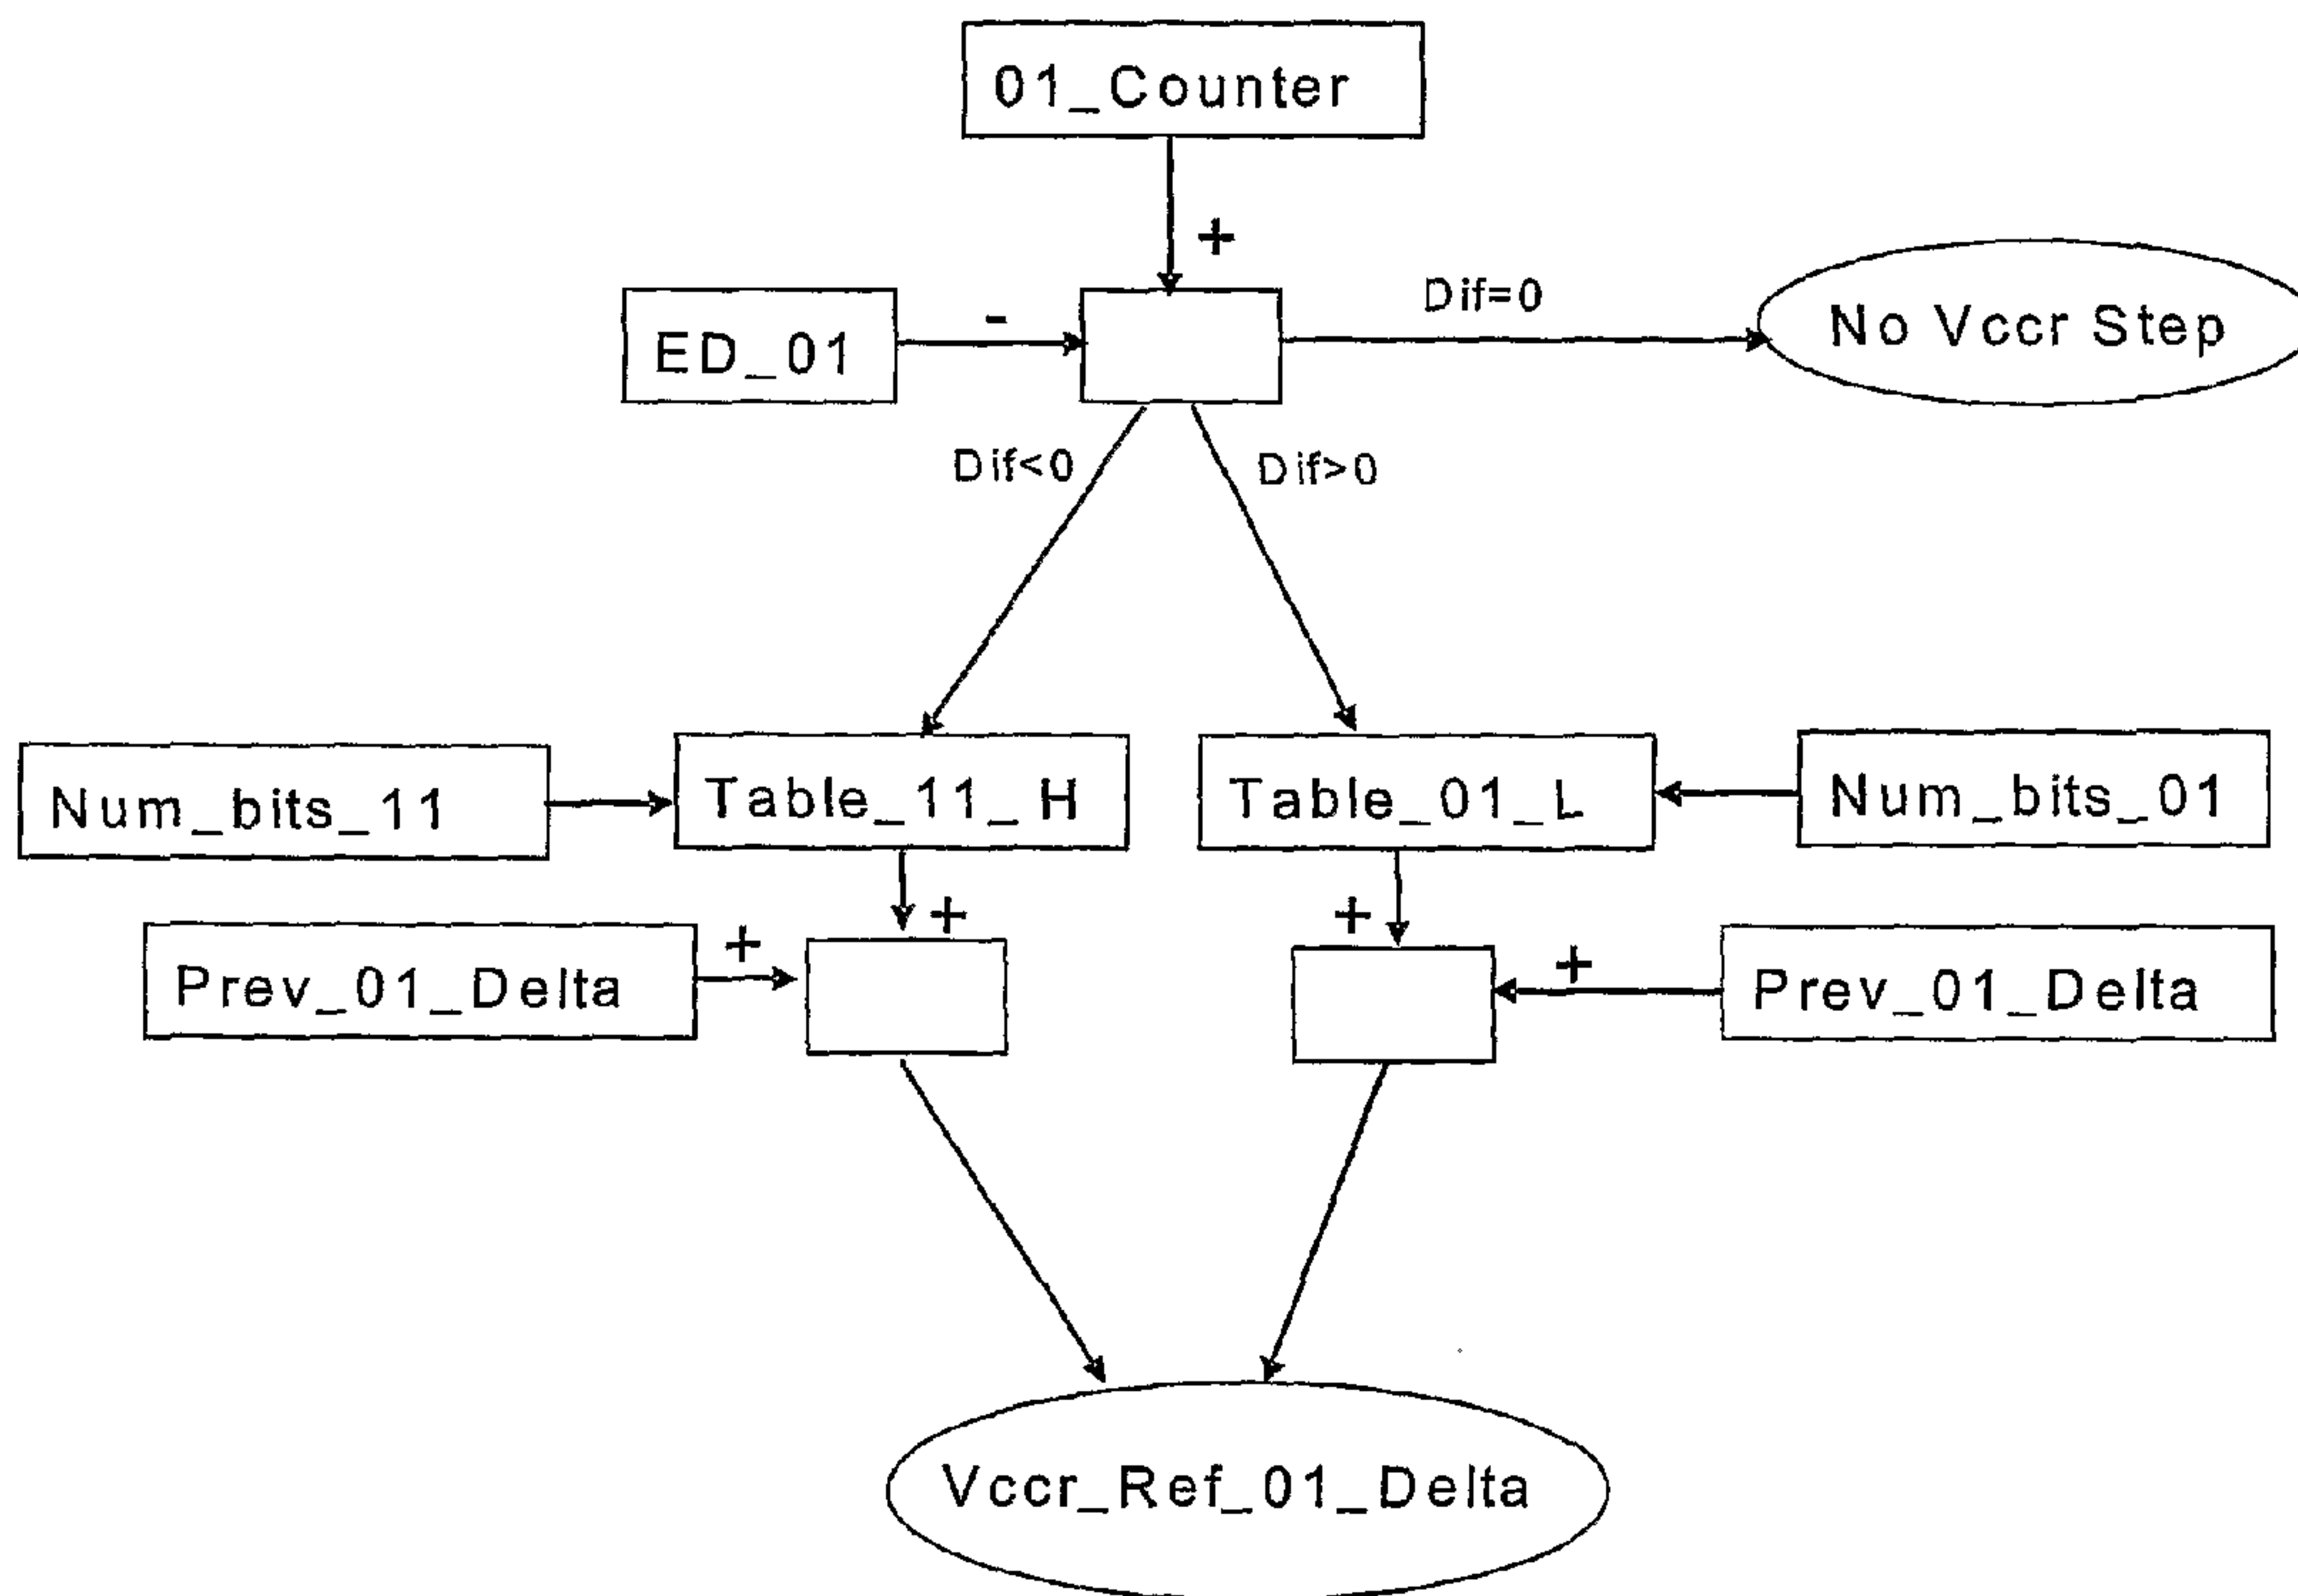 01_Counter
+
ED_01
-
Dif=0
No Vccr Step
Dif<0
Dif>0
Num_bits_11
Table_11_H
Table_01_L
Num_bits_01
+
+
Prev_01_Delta
+
+
Prev_01_Delta
Vccr_Ref_01_Delta